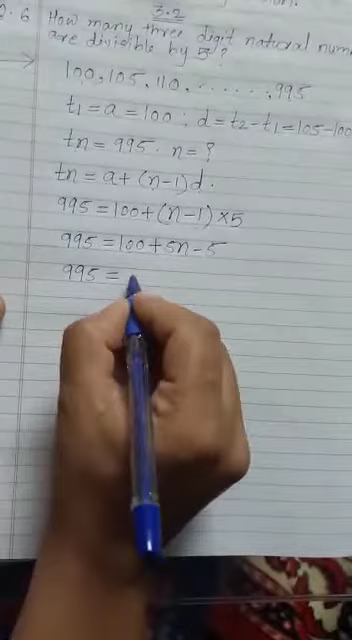 3.2
Q.6 How many three digit natural num
are divisible by 5?
100, 105, 110, ......., 995
t1 = a = 100 ; d = t2 - t1 = 105 - 100
tn = 995. n = ?
tn = a + (n-1)d.
995 = 100 + (n-1) × 5
995 = 100 + 5n - 5
995 =